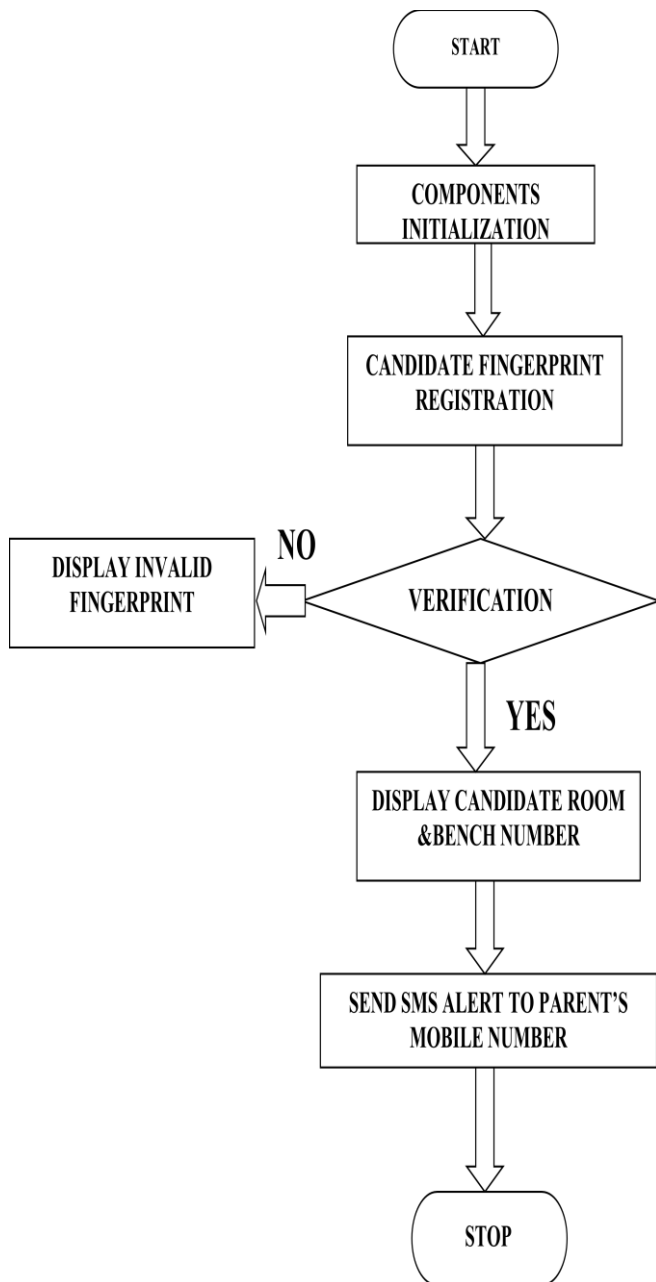 START
COMPONENTS
INITIALIZATION
CANDIDATE FINGERPRINT
REGISTRATION
NO
DISPLAY INVALID
FINGERPRINT
VERIFICATION
YES
DISPLAY CANDIDATE ROOM
&BENCH NUMBER
SEND SMS ALERT TO PARENT’S
MOBILE NUMBER
STOP